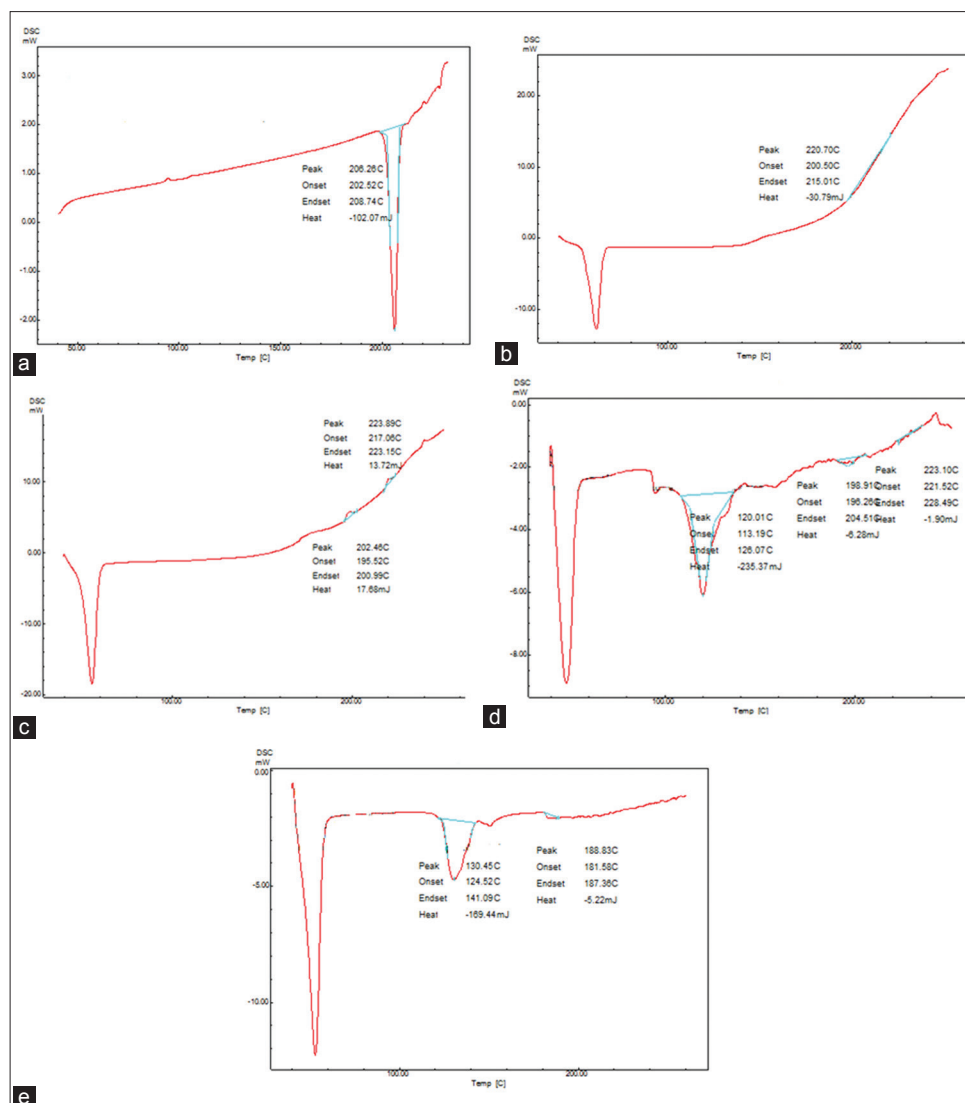 DSC
mW
3.00
2.00
1.00
0.00
-1.00
-2.00
Peak 206.26C
Onset 202.52C
Endset 208.74C
Heat -102.07mJ
50.00 100.00 150.00 200.00
Temp [C]
a
DSC
mW
20.00
10.00
0.00
-10.00
Peak 220.70C
Onset 200.50C
Endset 215.01C
Heat -30.79mJ
100.00 200.00
Temp [C]
b
DSC
mW
10.00
0.00
-10.00
-20.00
Peak 223.89C
Onset 217.06C
Endset 223.15C
Heat 13.72mJ
Peak 202.46C
Onset 195.52C
Endset 200.99C
Heat 17.68mJ
100.00 200.00
Temp [C]
c
DSC
mW
0.00
-2.00
-4.00
-6.00
-8.00
Peak 120.01C
Onset 113.19C
Endset 126.07C
Heat -235.37mJ
Peak 198.91C
Onset 196.26C
Endset 204.51C
Heat -6.28mJ
Peak 223.10C
Onset 221.52C
Endset 228.49C
Heat -1.90mJ
100.00 200.00
Temp [C]
d
DSC
mW
0.00
-5.00
-10.00
Peak 130.45C
Onset 124.52C
Endset 141.09C
Heat -169.44mJ
Peak 188.83C
Onset 181.58C
Endset 187.36C
Heat -5.22mJ
100.00 200.00
Temp [C]
e